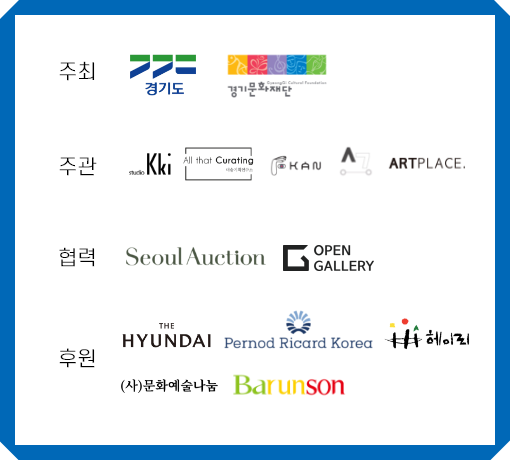 주최
경기도
GyeongGi Cultural Foundation
경기문화재단
주관
studio Kki
All that Curating
KAN
ARTPLACE.
협력
Seoul Auction
OPEN
GALLERY
후원
THE
HYUNDAI
Pernod Ricard Korea
헤이리
(사)문화예술나눔
Barunson